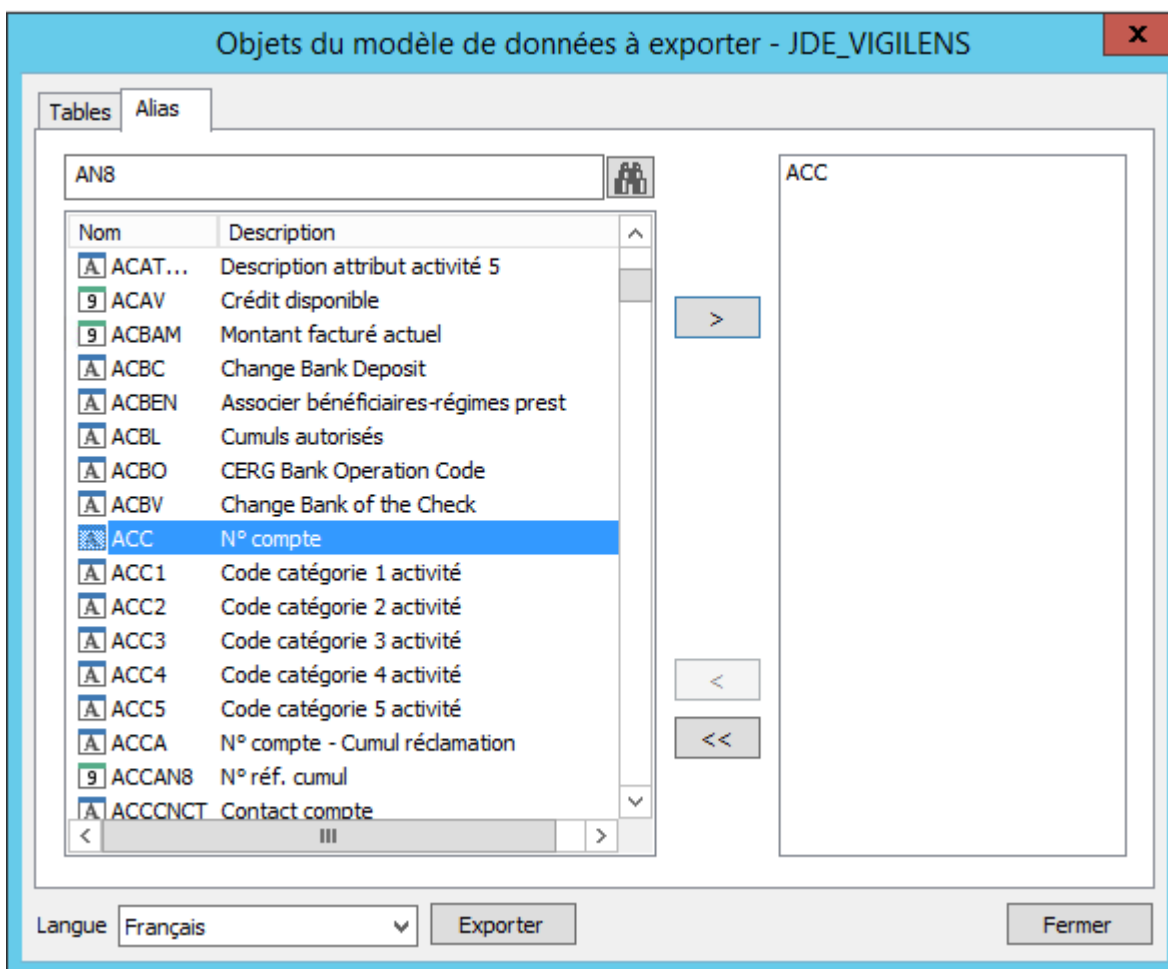 Objets du modèle de données à exporter - JDE_VIGILENS
x
Tables Alias
AN8
ACC
Nom Description
ACAT... Description attribut activité 5
ACAV Crédit disponible
ACBAM Montant facturé actuel
>
ACBC Change Bank Deposit
ACBEN Associer bénéficiaires-régimes prest
ACBL Cumuls autorisés
ACBO CERG Bank Operation Code
ACBV Change Bank of the Check
ACC N° compte
ACC1 Code catégorie 1 activité
ACC2 Code catégorie 2 activité
ACC3 Code catégorie 3 activité
ACC4 Code catégorie 4 activité
<
ACC5 Code catégorie 5 activité
ACCA N° compte - Cumul réclamation
<<
ACCAN8 N° réf. cumul
ACCCNCT Contact compte
Langue Français Exporter Fermer